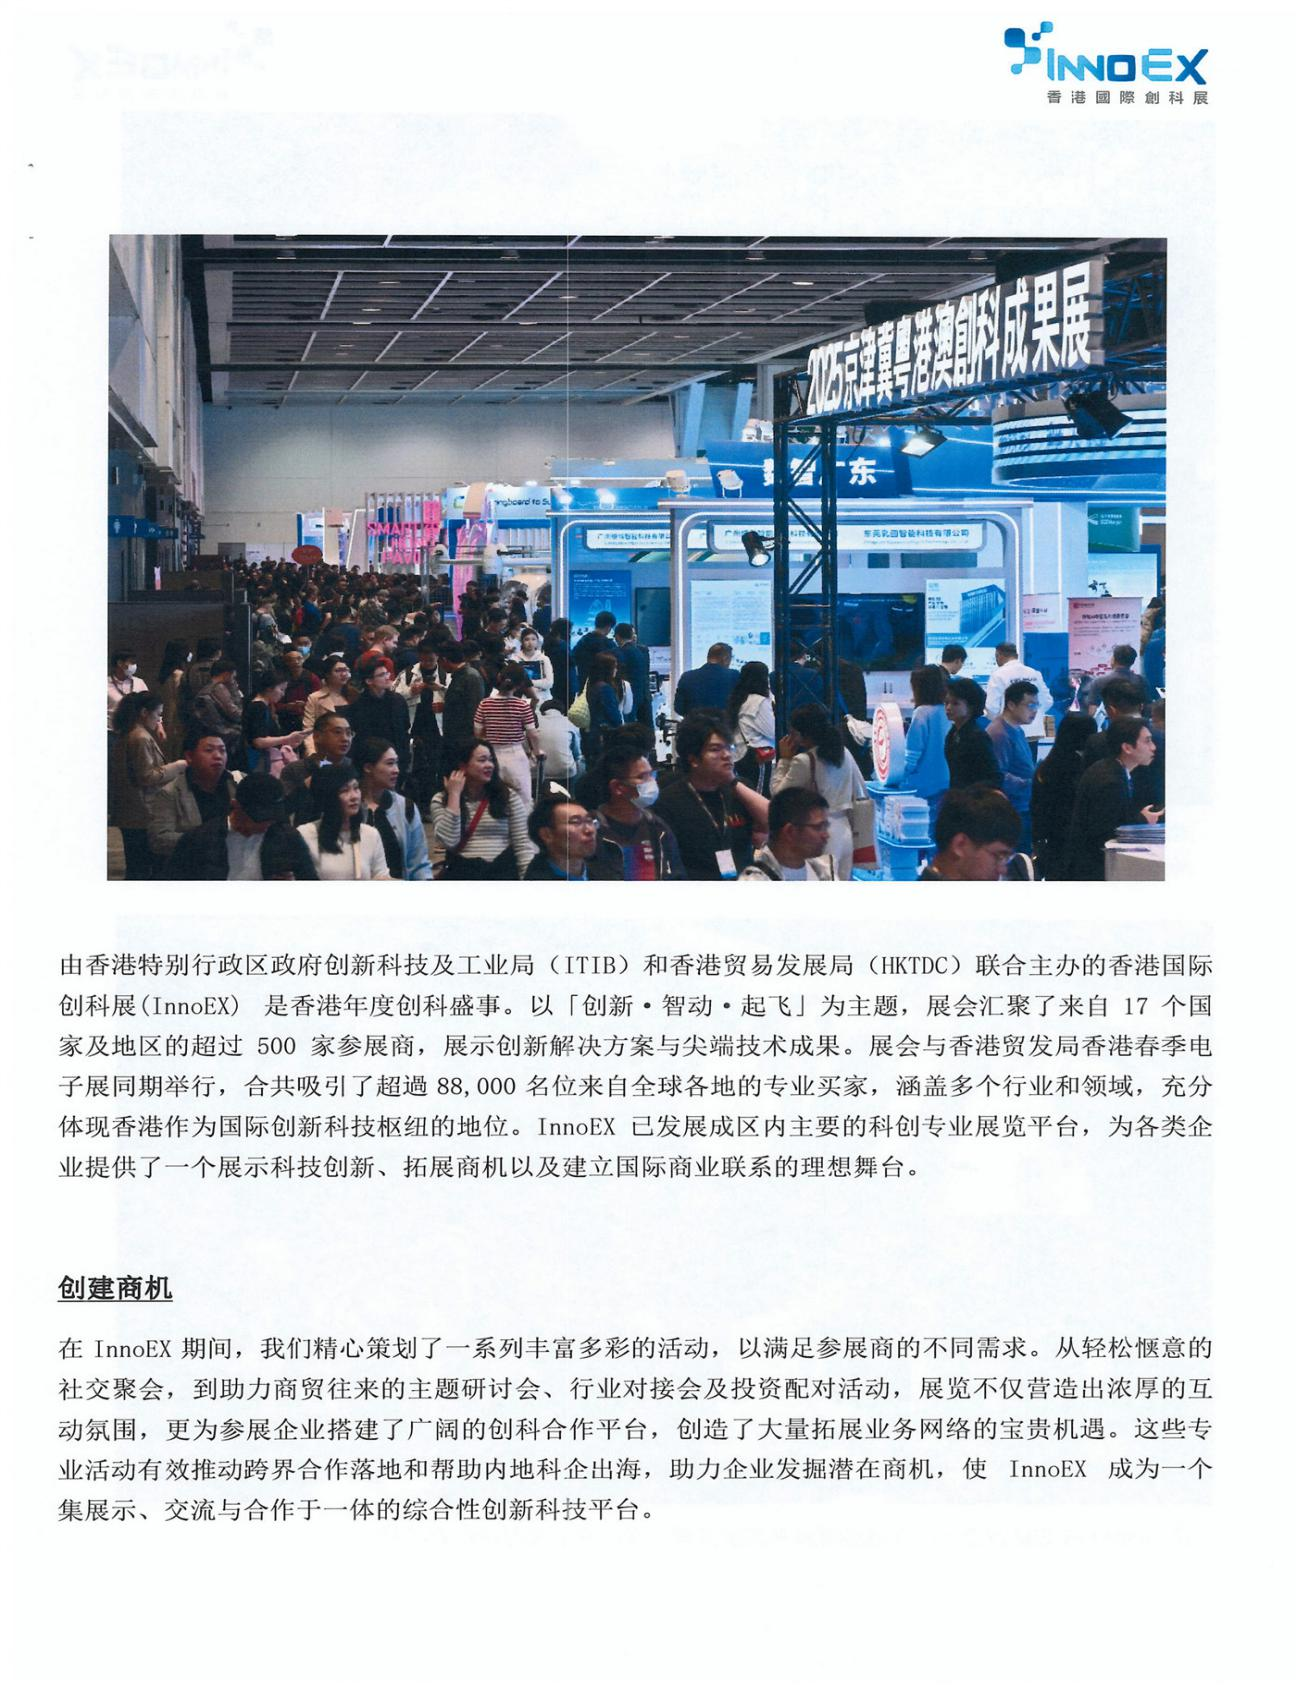 INNOEX
香港國際創科展
2025京津冀粤港澳創科成果展
数智广东
ngboard to Su
SMART
PAVI
东莞

智能科技有限公司
由香港特别行政区政府创新科技及工业局（ITIB）和香港贸易发展局（HKTDC）联合主办的香港国际
创科展(InnoEX) 是香港年度创科盛事。以「创新·智动·起飞」为主题，展会汇聚了来自 17 个国
家及地区的超过 500 家参展商，展示创新解决方案与尖端技术成果。展会与香港贸发局香港春季电
子展同期举行，合共吸引了超過 88,000 名位来自全球各地的专业买家，涵盖多个行业和领域，充分
体现香港作为国际创新科技枢纽的地位。InnoEX 已发展成区内主要的科创专业展览平台，为各类企
业提供了一个展示科技创新、拓展商机以及建立国际商业联系的理想舞台。
创建商机
在 InnoEX 期间，我们精心策划了一系列丰富多彩的活动，以满足参展商的不同需求。从轻松惬意的
社交聚会，到助力商贸往来的主题研讨会、行业对接会及投资配对活动，展览不仅营造出浓厚的互
动氛围，更为参展企业搭建了广阔的创科合作平台，创造了大量拓展业务网络的宝贵机遇。这些专
业活动有效推动跨界合作落地和帮助内地科企出海，助力企业发掘潜在商机，使 InnoEX 成为一个
集展示、交流与合作于一体的综合性创新科技平台。